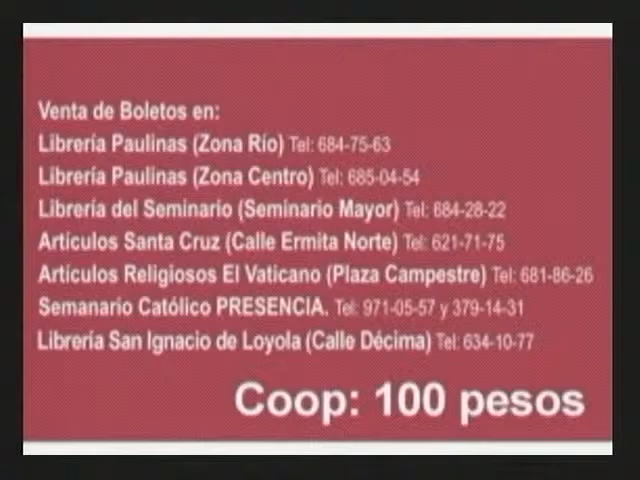 Venta de Boletos en:
Librería Paulinas (Zona Río) Tel: 684-75-63
Librería Paulinas (Zona Centro) Tel: 685-04-54
Librería del Seminario (Seminario Mayor) Tel: 684-28-22
Artículos Santa Cruz (Calle Ermita Norte) Tel: 621-71-75
Artículos Religiosos El Vaticano (Plaza Campestre) Tel: 681-86-26
Semanario Católico PRESENCIA. Tel: 971-05-57 y 379-14-31
Librería San Ignacio de Loyola (Calle Décima) Tel: 634-10-77
Coop: 100 pesos